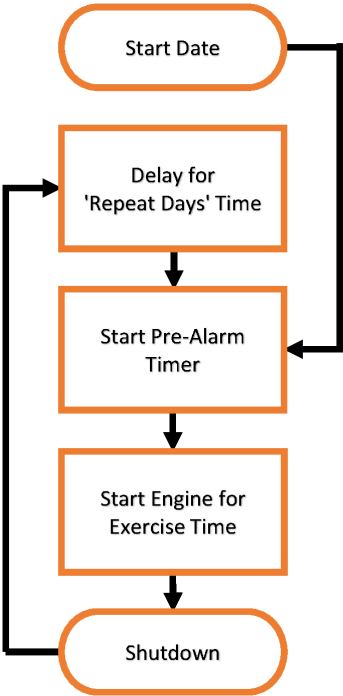 Start Date
Delay for
'Repeat Days' Time
Start Pre-Alarm
Timer
Start Engine for
Exercise Time
Shutdown